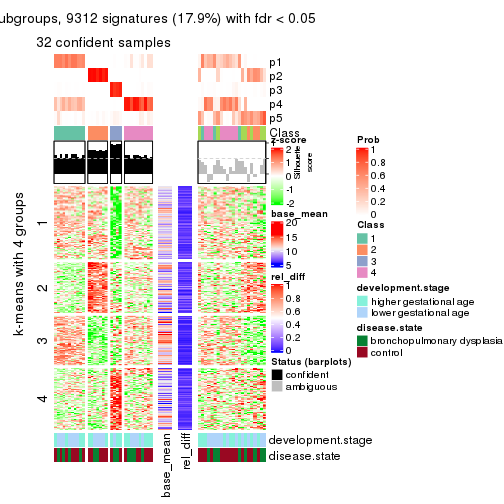 ubgroups, 9312 signatures (17.9%) with fdr < 0.05
32 confident samples
p1
p2
p3
p4
p5
Class
k-means with 4 groups
1
2
3
4
base_mean
rel_diff
development.stage
disease.state
z-score
2
1
0
-1
-2
Silhouette
score
base_mean
20
15
10
5
rel_diff
1
0.8
0.6
0.4
0.2
0
Status (barplots)
confident
ambiguous
Prob
1
0.8
0.6
0.4
0.2
0
Class
1
2
3
4
development.stage
higher gestational age
lower gestational age
disease.state
bronchopulmonary dysplasia
control